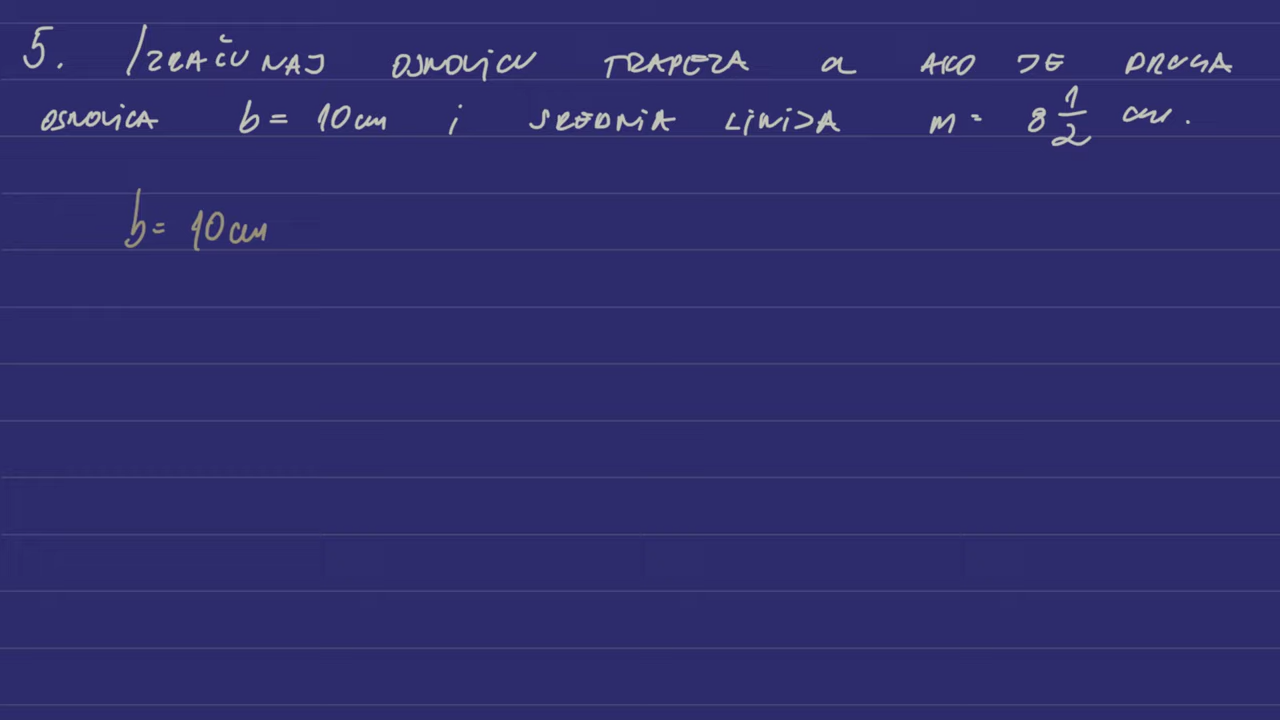 5. IZRAČUNAJ OSNOVICU TRAPEZA a AKO JE DRUGA
OSNOVICA b = 10 cm i SREDNJA LINIJA m = 8 1/2 cm.
b = 10 cm